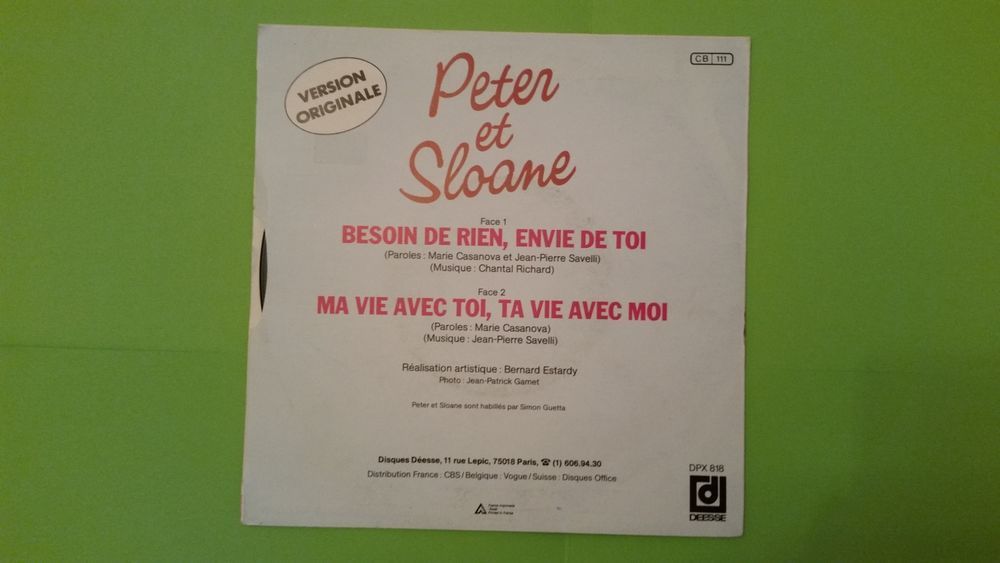 VERSION
ORIGINALE
CB 111
Peter
et
Sloane
Face 1
BESOIN DE RIEN, ENVIE DE TOI
(Paroles : Marie Casanova et Jean-Pierre Savelli)
(Musique : Chantal Richard)
Face 2
MA VIE AVEC TOI, TA VIE AVEC MOI
(Paroles : Marie Casanova)
(Musique : Jean-Pierre Savelli)
Réalisation artistique : Bernard Estardy
Photo : Jean-Patrick Gamet
Peter et Sloane sont habillés par Simon Guetta
Disques Déesse, 11 rue Lepic, 75018 Paris, ☎ (1) 606.94.30
Distribution France : CBS / Belgique : Vogue / Suisse : Disques Office
DPX 818
d
DEESSE
Printed in France